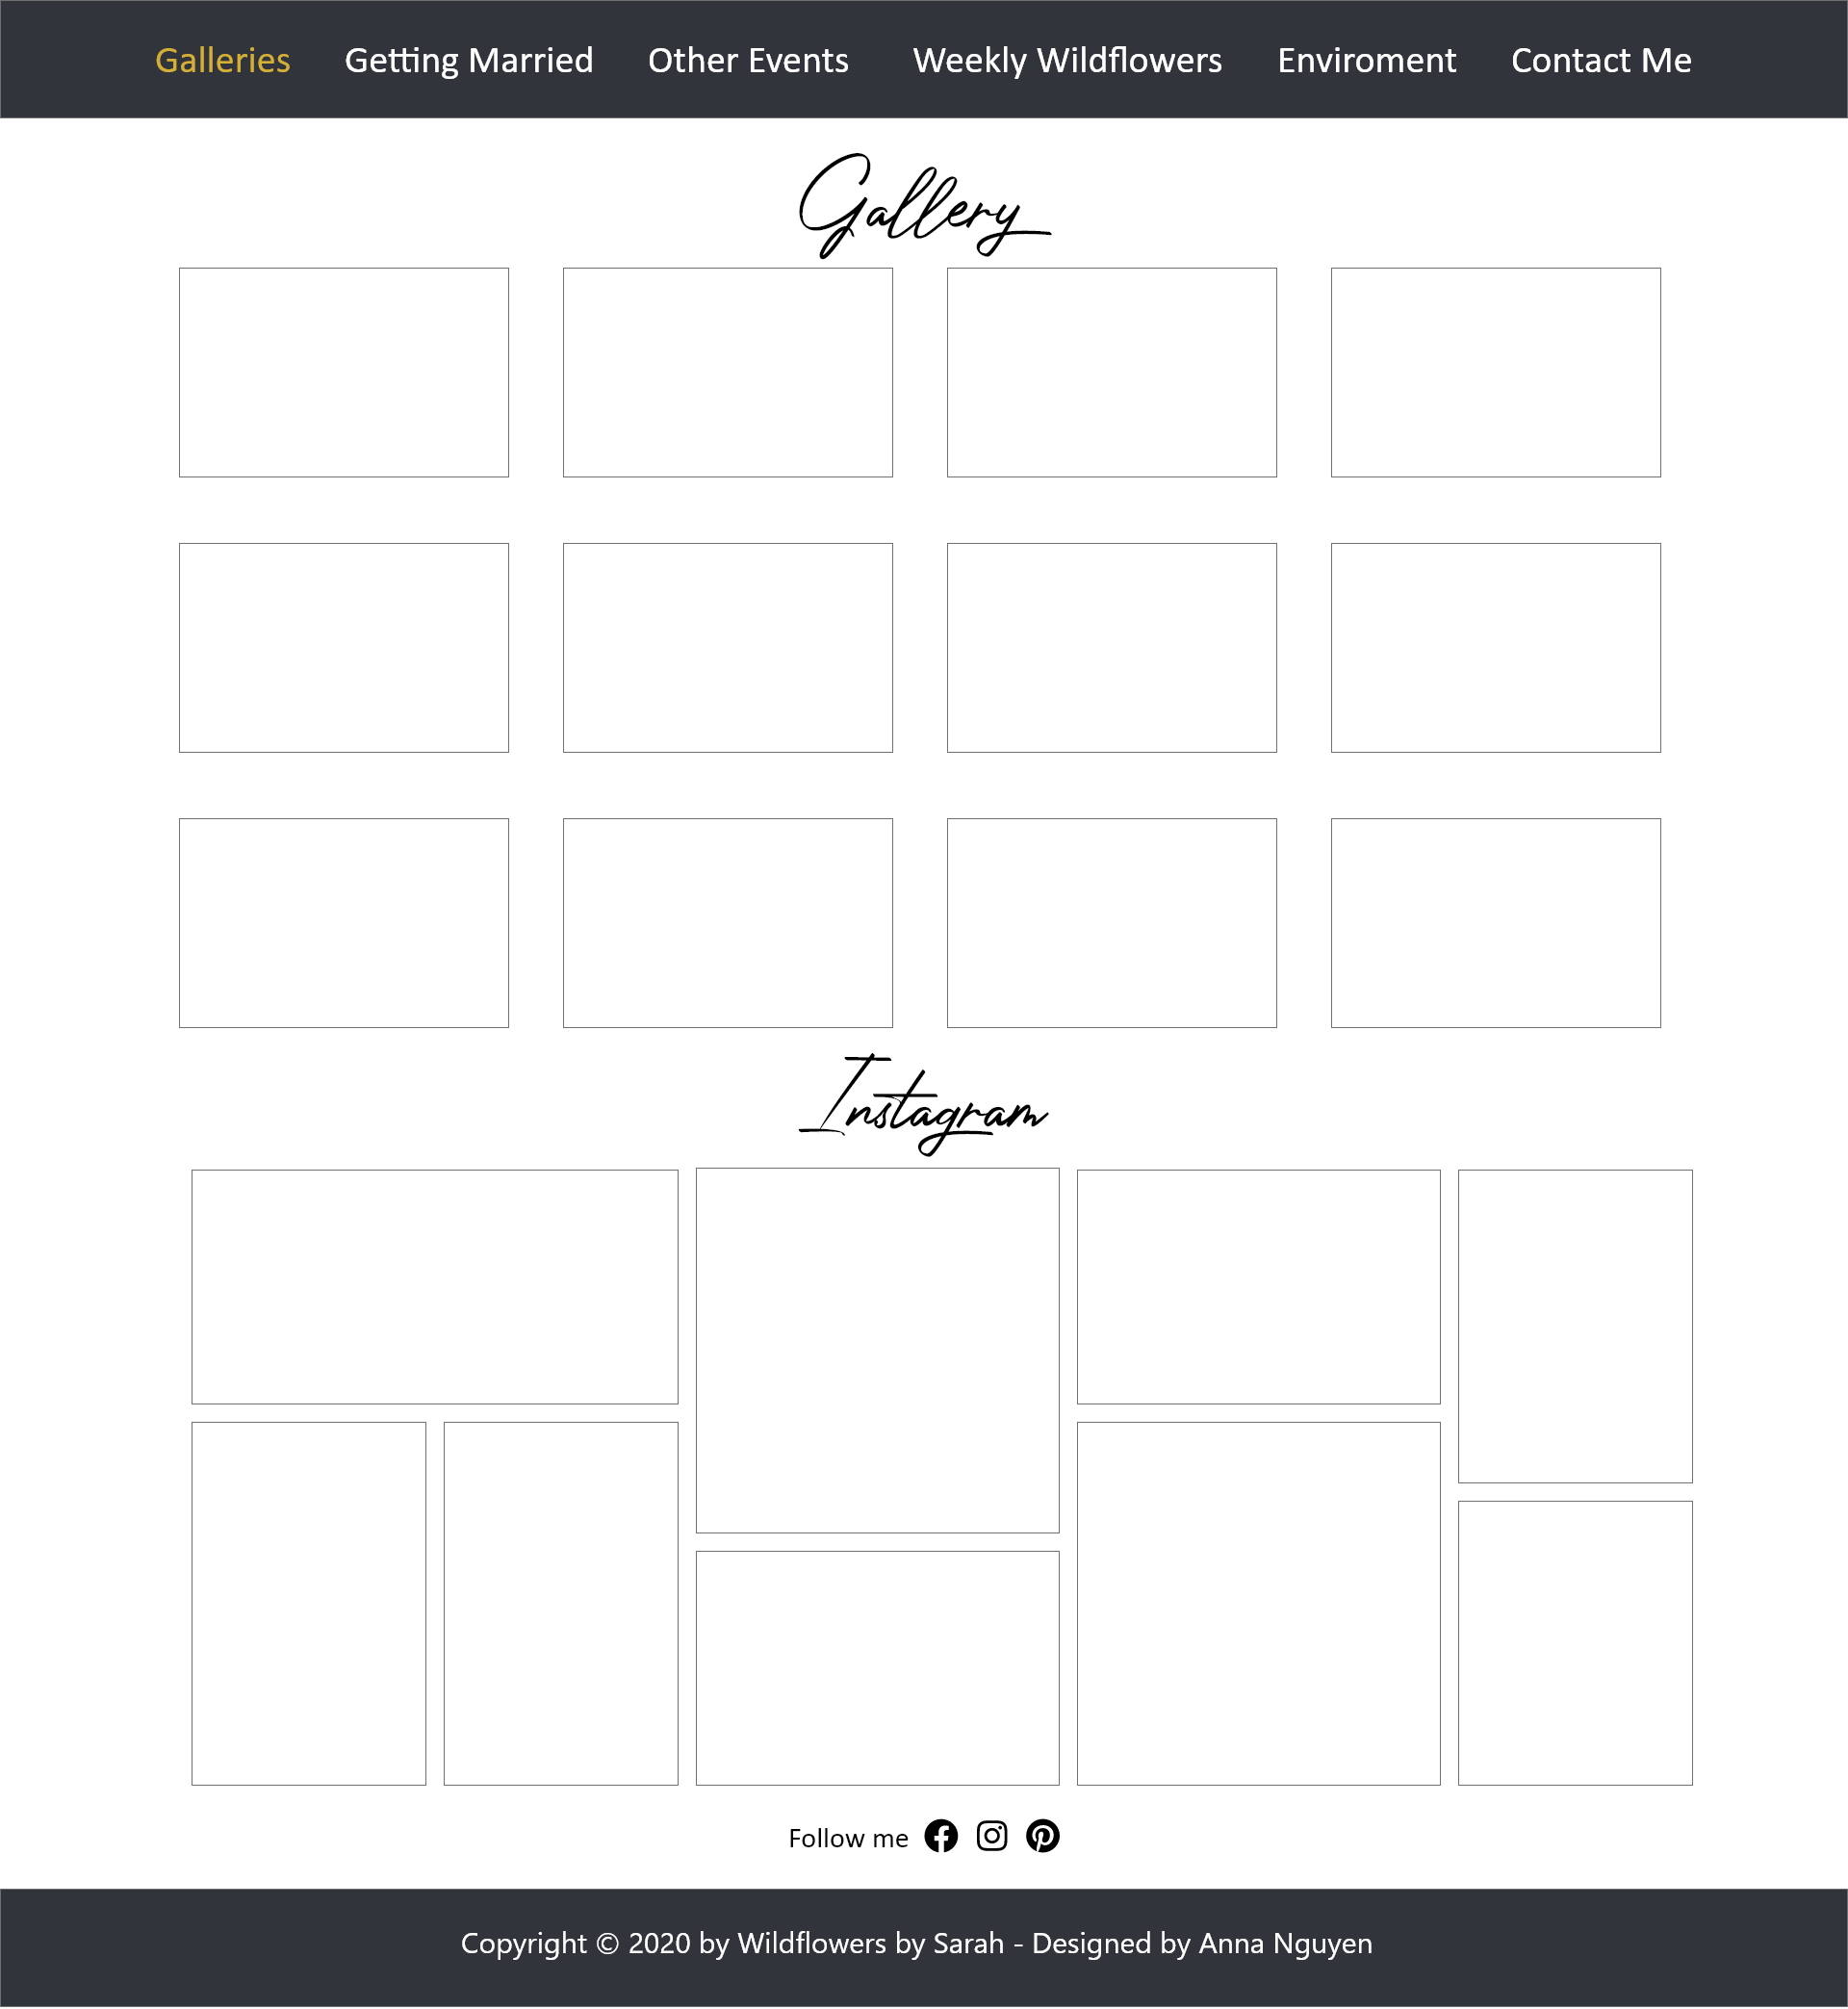 Galleries Getting Married Other Events Weekly Wildflowers Enviroment Contact Me
Gallery
Instagram
Follow me
Copyright © 2020 by Wildflowers by Sarah - Designed by Anna Nguyen